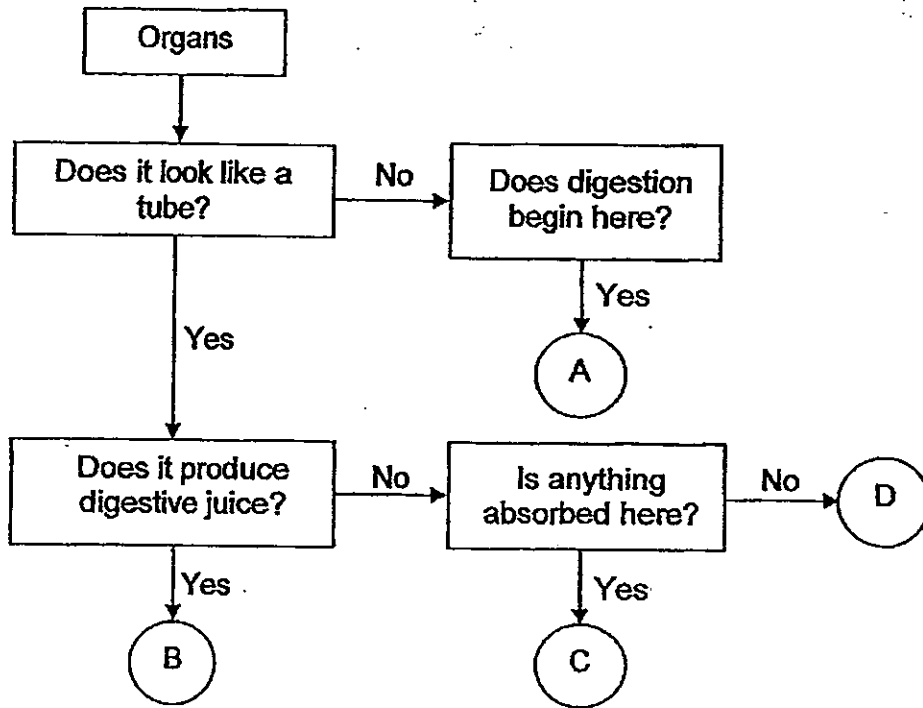 Organs
Does it look like a
tube?
No
Does digestion
begin here?
Yes
A
Yes
Does it produce
digestive juice?
No
Is anything
absorbed here?
No
D
Yes
B
Yes
C